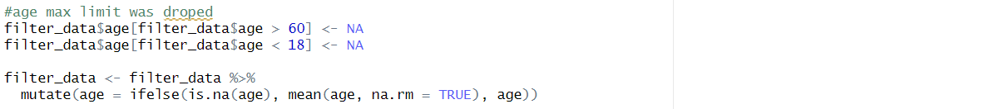 #age max limit was droped
filter_data$age[filter_data$age > 60] <- NA
filter_data$age[filter_data$age < 18] <- NA
filter_data <- filter_data %>%
  mutate(age = ifelse(is.na(age), mean(age, na.rm = TRUE), age))